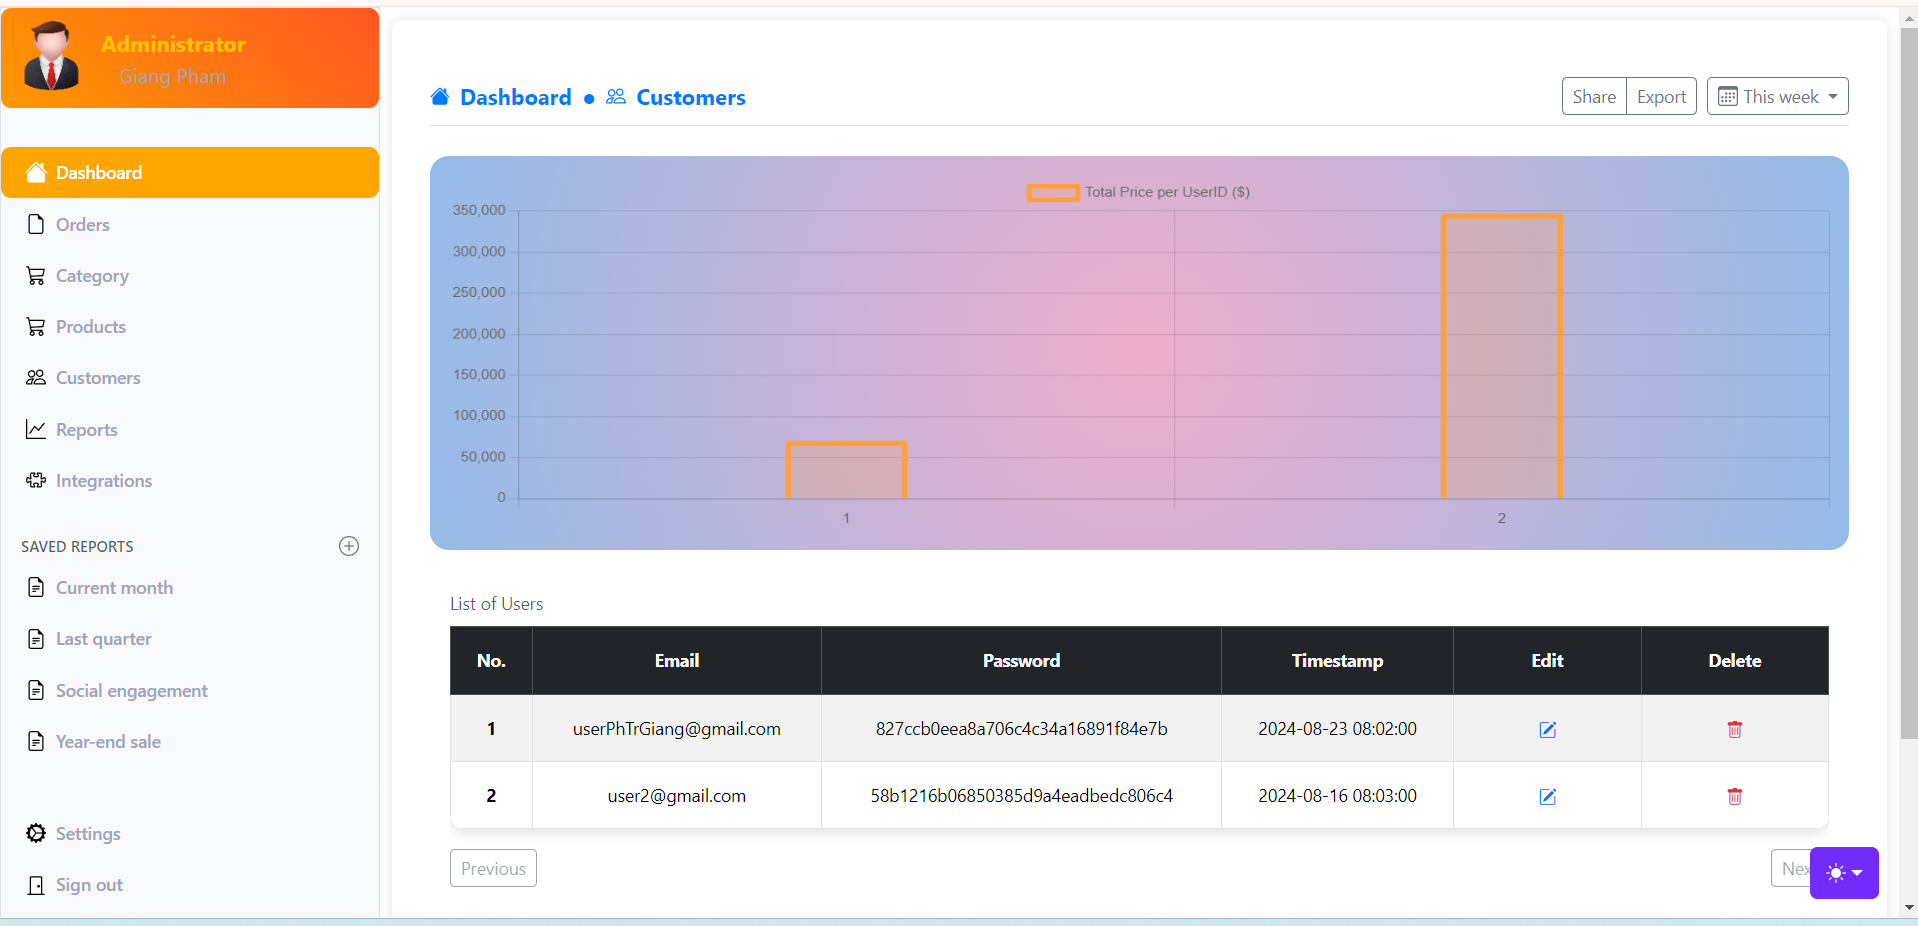 Administrator
Giang Pham
Dashboard
Orders
Category
Products
Customers
Reports
Integrations
SAVED REPORTS
Current month
Last quarter
Social engagement
Year-end sale
Settings
Sign out
Dashboard Customers
Share Export This week
Total Price per UserID ($)
350,000
300,000
250,000
200,000
150,000
100,000
50,000
0
1 2
List of Users
No. Email Password Timestamp Edit Delete
1 userPhTrGiang@gmail.com 827ccb0eea8a706c4c34a16891f84e7b 2024-08-23 08:02:00
2 user2@gmail.com 58b1216b06850385d9a4eadbedc806c4 2024-08-16 08:03:00
Previous